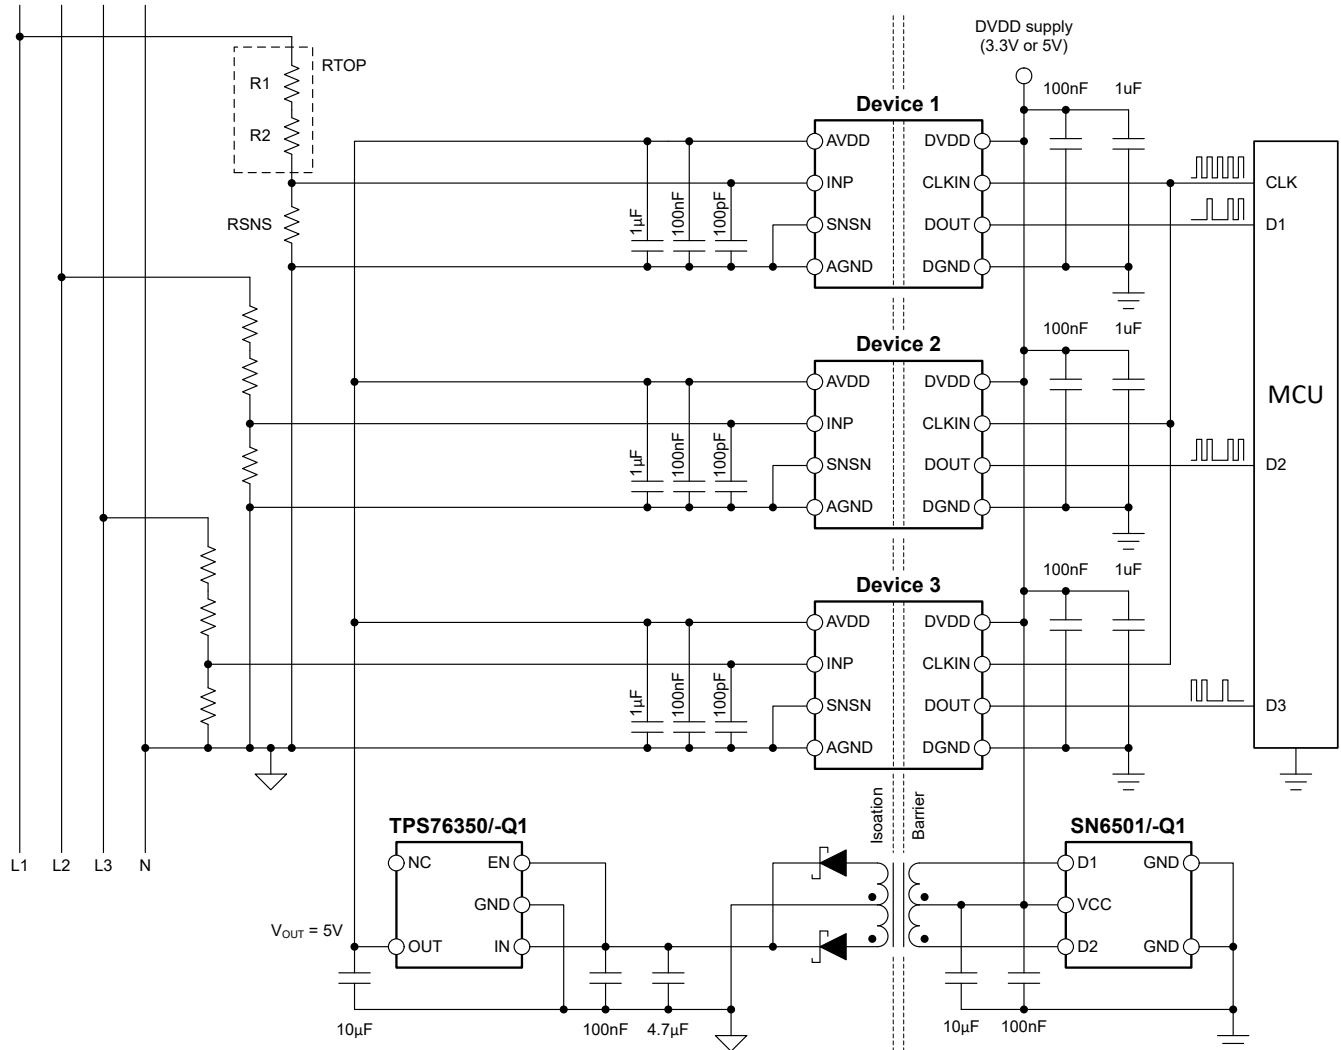 DVDD supply
(3.3V or 5V)
RTOP
R1
R2
RSNS
100nF 1uF
Device 1
AVDD DVDD
INP CLKIN
SNSN DOUT
AGND DGND
1µF
100nF
100pF
CLK
D1
100nF 1uF
Device 2
AVDD DVDD
INP CLKIN
SNSN DOUT
AGND DGND
1µF
100nF
100pF
MCU
D2
100nF 1uF
Device 3
AVDD DVDD
INP CLKIN
SNSN DOUT
AGND DGND
1µF
100nF
100pF
D3
L1 L2 L3 N
TPS76350/-Q1
NC EN
GND
OUT IN
VOUT = 5V
10µF
100nF
4.7µF
Isoation
Barrier
SN6501/-Q1
D1 GND
VCC
D2 GND
10µF
100nF